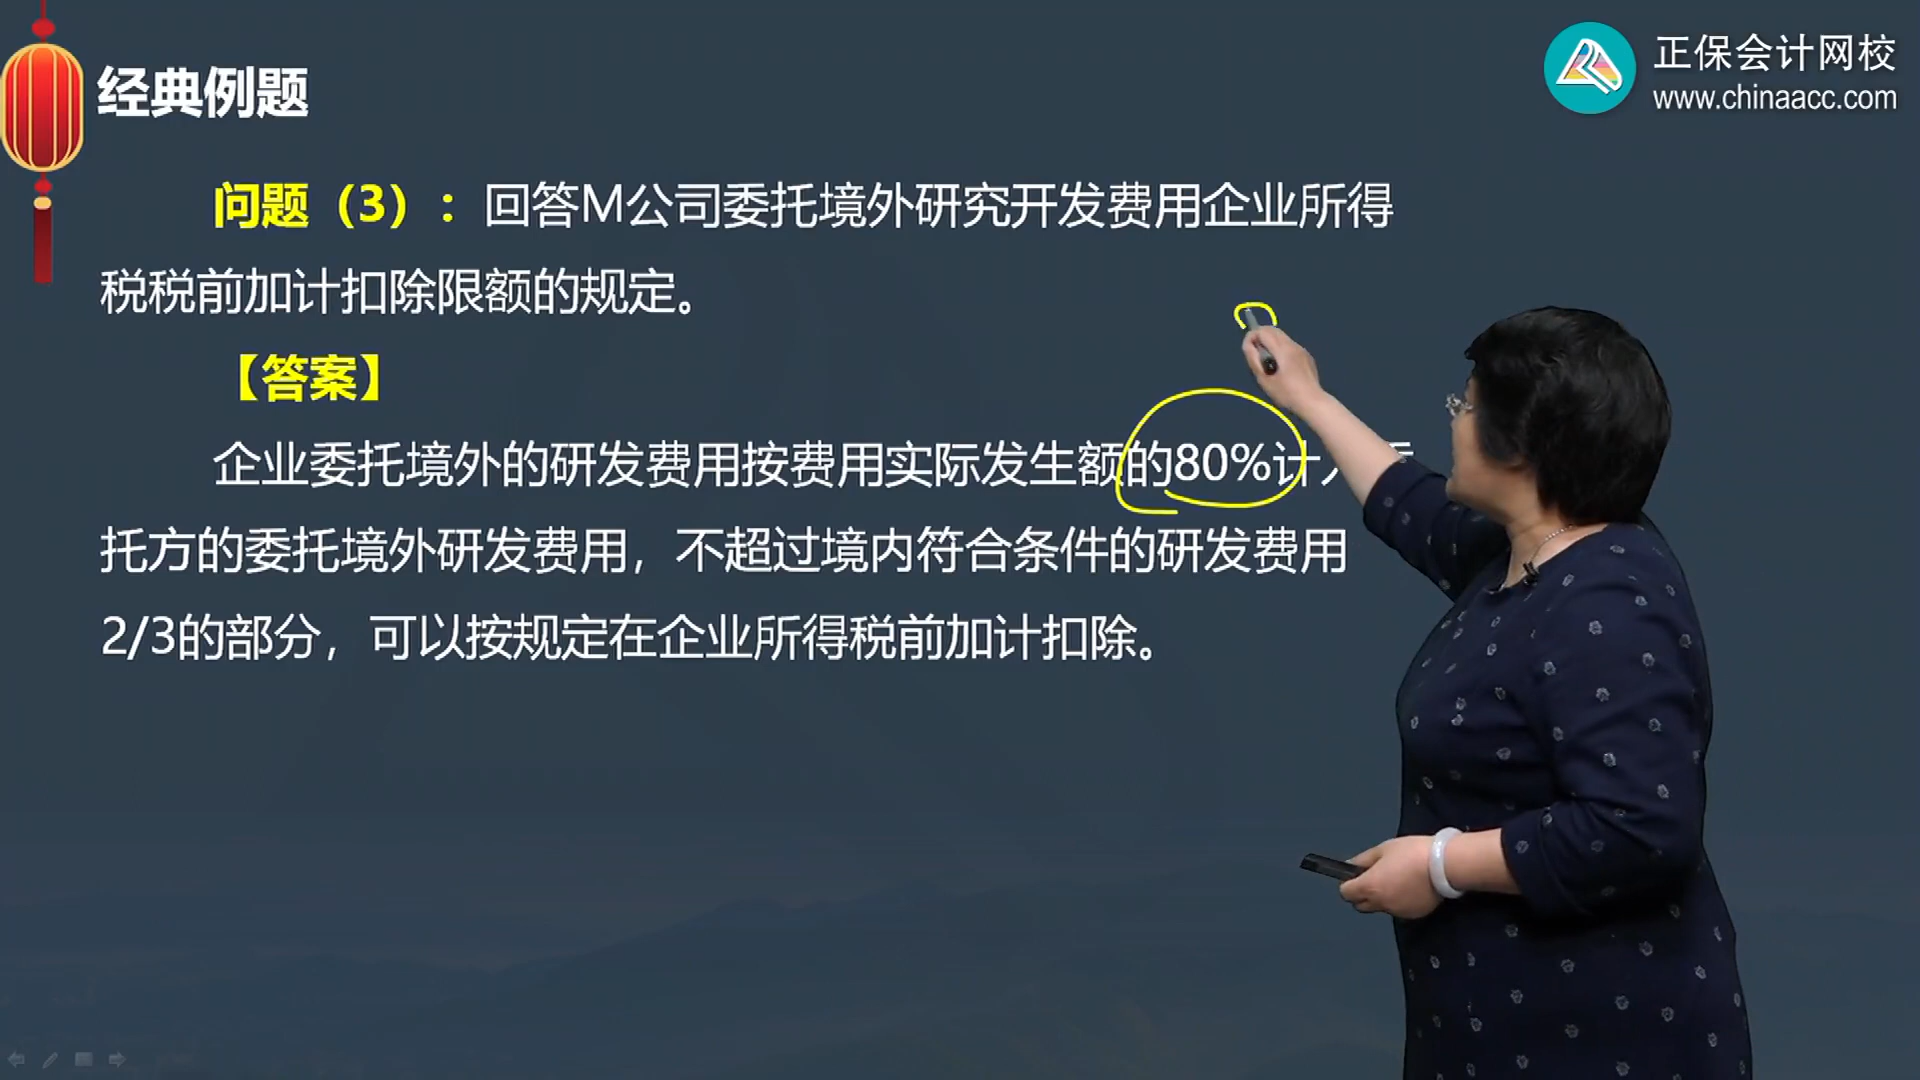 正保会计网校
www.chinaacc.com
经典例题
问题（3）：回答M公司委托境外研究开发费用企业所得
税税前加计扣除限额的规定。
【答案】
企业委托境外的研发费用按费用实际发生额的80%计
托方的委托境外研发费用，不超过境内符合条件的研发费用
2/3的部分，可以按规定在企业所得税前加计扣除。